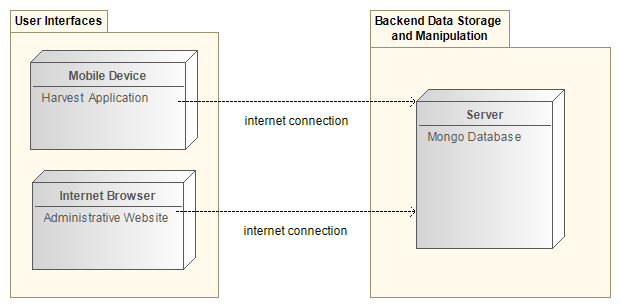 User Interfaces
Mobile Device
Harvest Application
Internet Browser
Administrative Website
internet connection
internet connection
Backend Data Storage
and Manipulation
Server
Mongo Database